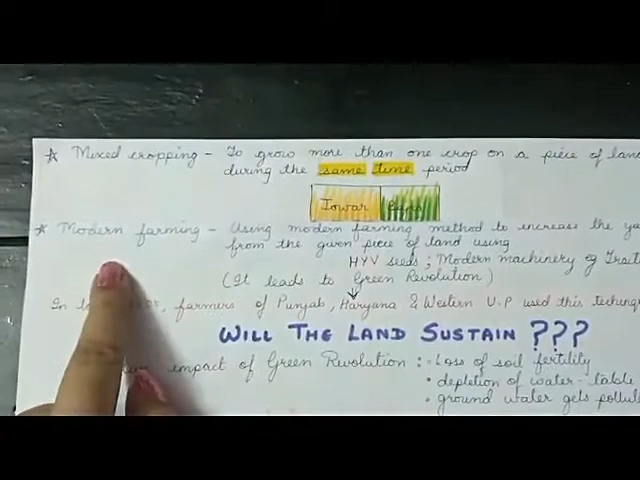 ☆ Mixed cropping - To grow more than one crop on a piece of lan
during the same time period
Jowar
☆ Modern farming - Using modern farming method to increase the
from the given piece of land using
HYV seeds ; Modern machinery
(It leads to Green Revolution)
In farmers of Punjab, Haryana & Western U.P used this
WILL THE LAND SUSTAIN ???
impact of Green Revolution :- Loss of soil fertility
• depletion of water-table
• ground water gets